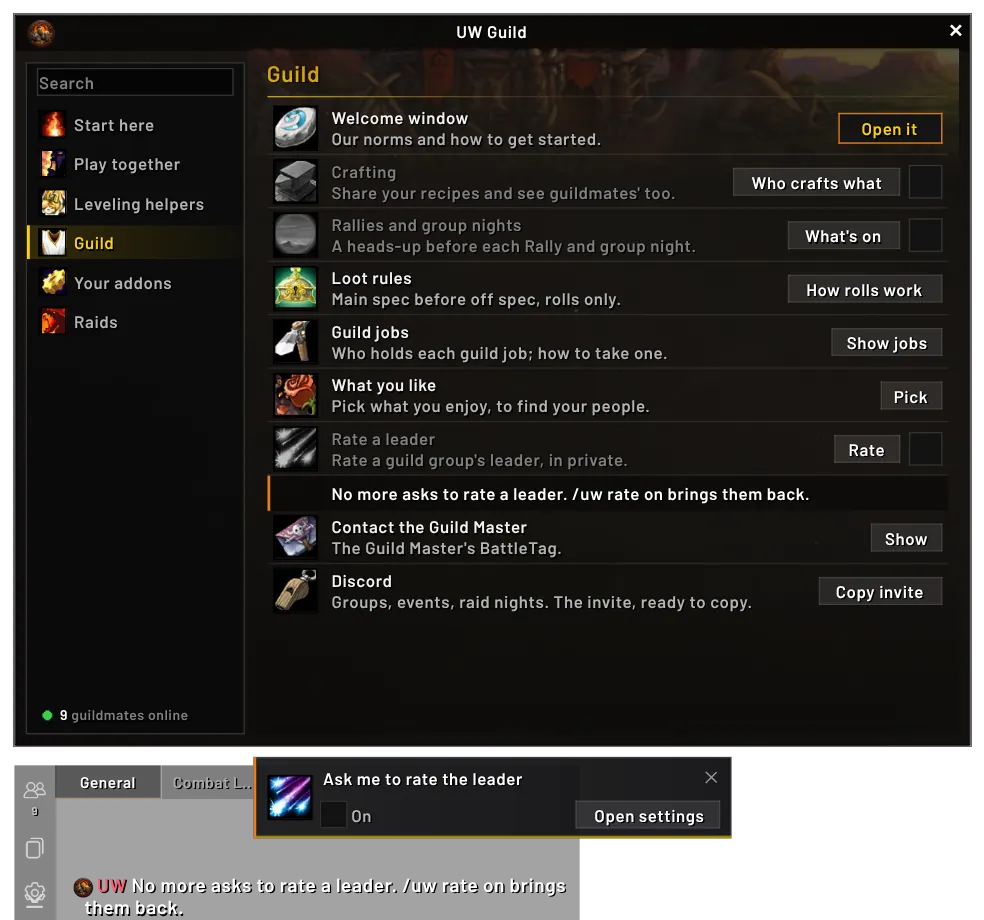 UW Guild
Search
Start here
Play together
Leveling helpers
Guild
Your addons
Raids
9 guildmates online
Guild
Welcome window
Our norms and how to get started.
Open it
Crafting
Share your recipes and see guildmates' too.
Who crafts what
Rallies and group nights
A heads-up before each Rally and group night.
What's on
Loot rules
Main spec before off spec, rolls only.
How rolls work
Guild jobs
Who holds each guild job; how to take one.
Show jobs
What you like
Pick what you enjoy, to find your people.
Pick
Rate a leader
Rate a guild group's leader, in private.
Rate
No more asks to rate a leader. /uw rate on brings them back.
Contact the Guild Master
The Guild Master's BattleTag.
Show
Discord
Groups, events, raid nights. The invite, ready to copy.
Copy invite
9
General
Combat L...
Ask me to rate the leader
On
Open settings
UW No more asks to rate a leader. /uw rate on brings
them back.